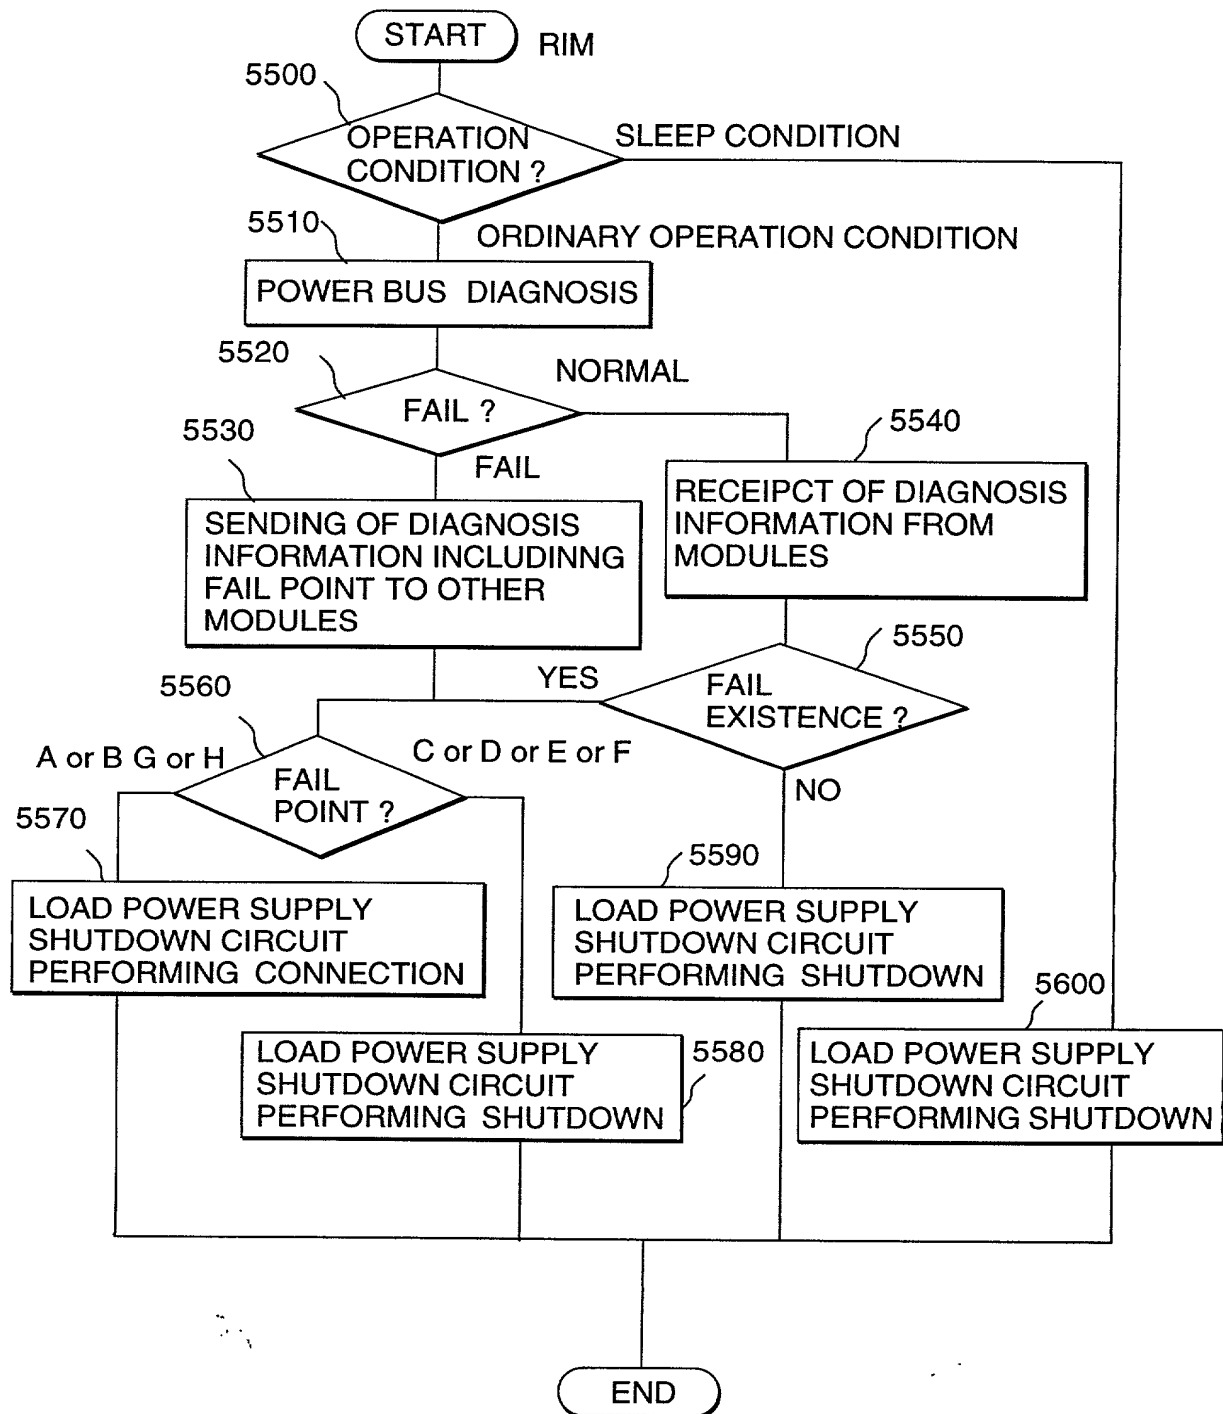 START
RIM
5500
OPERATION
CONDITION ?
SLEEP CONDITION
5510
ORDINARY OPERATION CONDITION
POWER BUS DIAGNOSIS
5520
NORMAL
FAIL ?
5530
FAIL
5540
SENDING OF DIAGNOSIS
INFORMATION INCLUDINNG
FAIL POINT TO OTHER
MODULES
RECEIPCT OF DIAGNOSIS
INFORMATION FROM
MODULES
5550
YES
FAIL
EXISTENCE ?
5560
A or B G or H
C or D or E or F
FAIL
POINT ?
NO
5570
LOAD POWER SUPPLY
SHUTDOWN CIRCUIT
PERFORMING CONNECTION
5590
LOAD POWER SUPPLY
SHUTDOWN CIRCUIT
PERFORMING SHUTDOWN
LOAD POWER SUPPLY
SHUTDOWN CIRCUIT
PERFORMING SHUTDOWN
5580
5600
LOAD POWER SUPPLY
SHUTDOWN CIRCUIT
PERFORMING SHUTDOWN
END